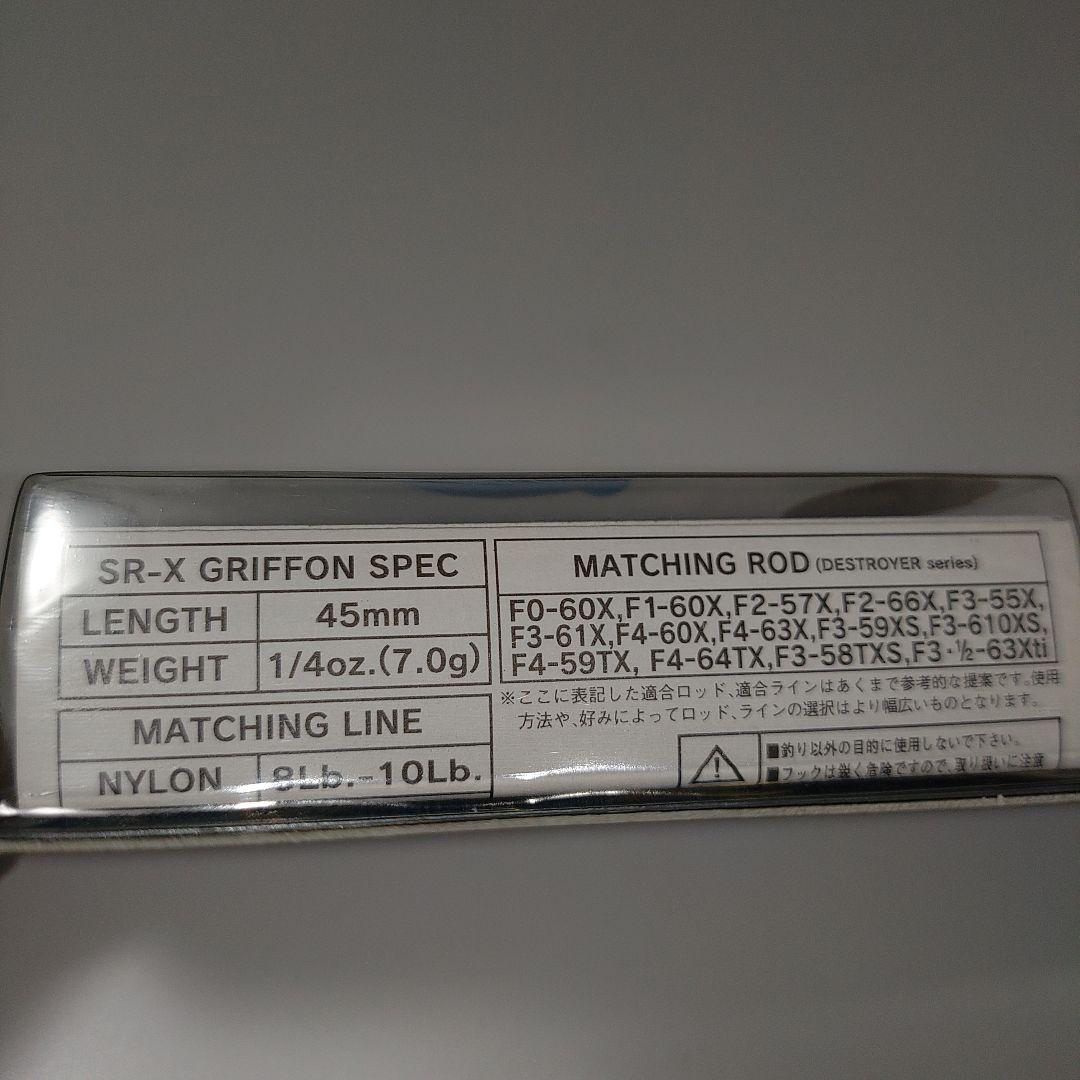 SR-X GRIFFON SPEC
LENGTH 45mm
WEIGHT 1/4oz.(7.0g)
MATCHING LINE
NYLON 8Lb.-10Lb.
MATCHING ROD (DESTROYER series)
F0-60X,F1-60X,F2-57X,F2-66X,F3-55X,
F3-61X,F4-60X,F4-63X,F3-59XS,F3-610XS,
F4-59TX, F4-64TX,F3-58TXS,F3・½-63Xti
※ここに表記した適合ロッド、適合ラインはあくまで参考的な提案です。使用
方法や、好みによってロッド、ラインの選択はより幅広いものとなります。
■釣り以外の目的に使用しないで下さい。
■フックは鋭く危険ですので、取り扱いに注意